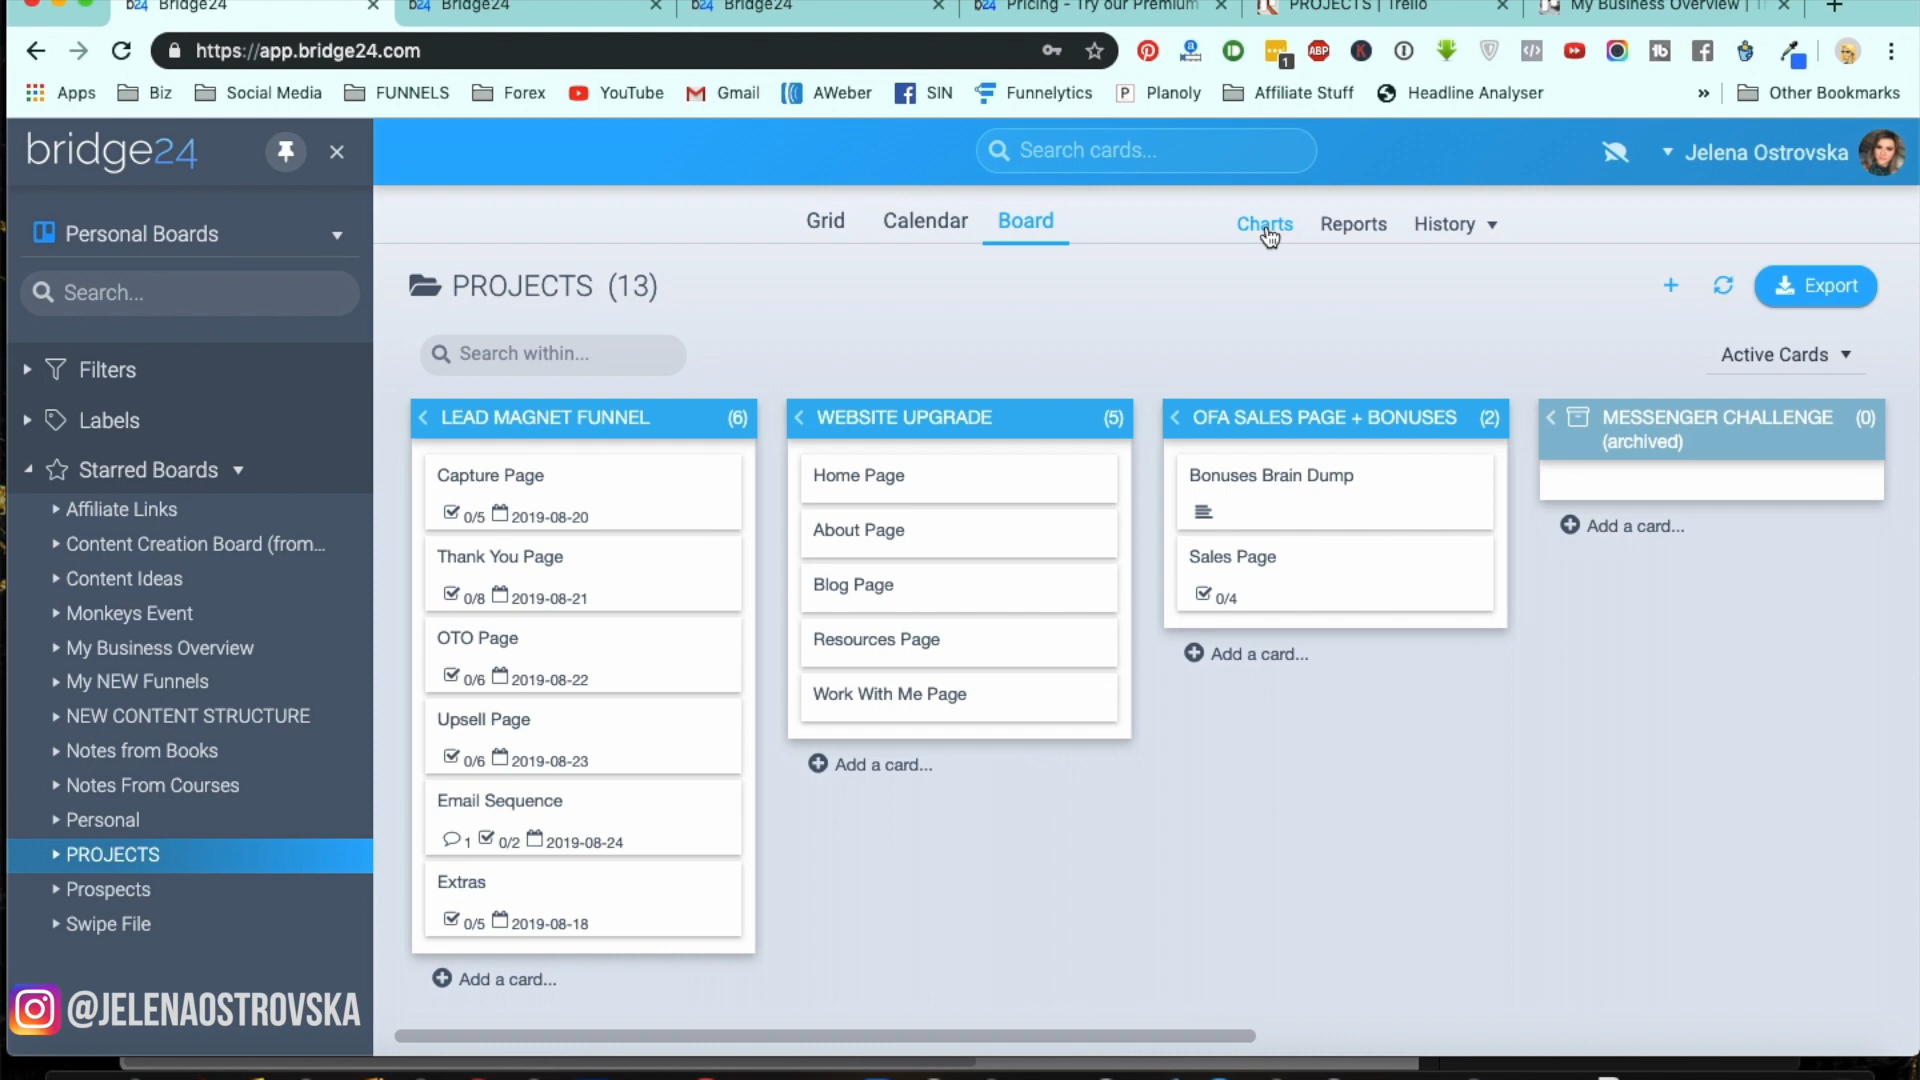 b24 Bridge24
b24 Bridge24
b24 Bridge24
b24 Pricing - Try our Premium
PROJECTS | Trello
My Business Overview |
https://app.bridge24.com
1
ABP
Apps
Biz
Social Media
FUNNELS
Forex
YouTube
Gmail
AWeber
SIN
Funnelytics
Planoly
Affiliate Stuff
Headline Analyser
»
Other Bookmarks
bridge24
Search cards...
Jelena Ostrovska
Personal Boards
Search...
Filters
Labels
Starred Boards
Affiliate Links
Content Creation Board (from...
Content Ideas
Monkeys Event
My Business Overview
My NEW Funnels
NEW CONTENT STRUCTURE
Notes from Books
Notes From Courses
Personal
PROJECTS
Prospects
Swipe File
@JELENAOSTROVSKA
Grid
Calendar
Board
Charts
Reports
History
PROJECTS (13)
Export
Search within...
Active Cards
LEAD MAGNET FUNNEL (6)
Capture Page
0/5 2019-08-20
Thank You Page
0/8 2019-08-21
OTO Page
0/6 2019-08-22
Upsell Page
0/6 2019-08-23
Email Sequence
1 0/2 2019-08-24
Extras
0/5 2019-08-18
Add a card...
WEBSITE UPGRADE (5)
Home Page
About Page
Blog Page
Resources Page
Work With Me Page
Add a card...
OFA SALES PAGE + BONUSES (2)
Bonuses Brain Dump
Sales Page
0/4
Add a card...
MESSENGER CHALLENGE (0)
(archived)
Add a card...